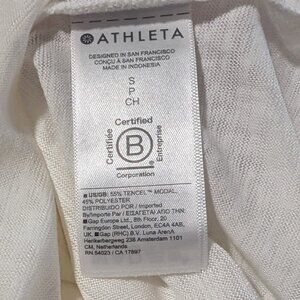 ATHLETA
DESIGNED IN SAN FRANCISCO
CONÇU À SAN FRANCISCO
MADE IN INDONESIA
S
P
CH
Certified
Certifiée
B
Entreprise
Corporation
US/GB: 55% TENCEL™ MODAL,
45% POLYESTER
DISTRIBUIDO POR / Imported
By/Importe Par / ΕΙΣΑΓΕΤΑΙ ΑΠΟ ΤΗΝ:
Gap Europe Ltd., 8th Floor, 20
Farringdon Street, London, EC4A 4AB,
UK, Gap (RHC) B.V. Luna ArenA
Herikerbergweg 238 Amsterdam 1101
CM, Netherlands
RN 54023 / CA 17897